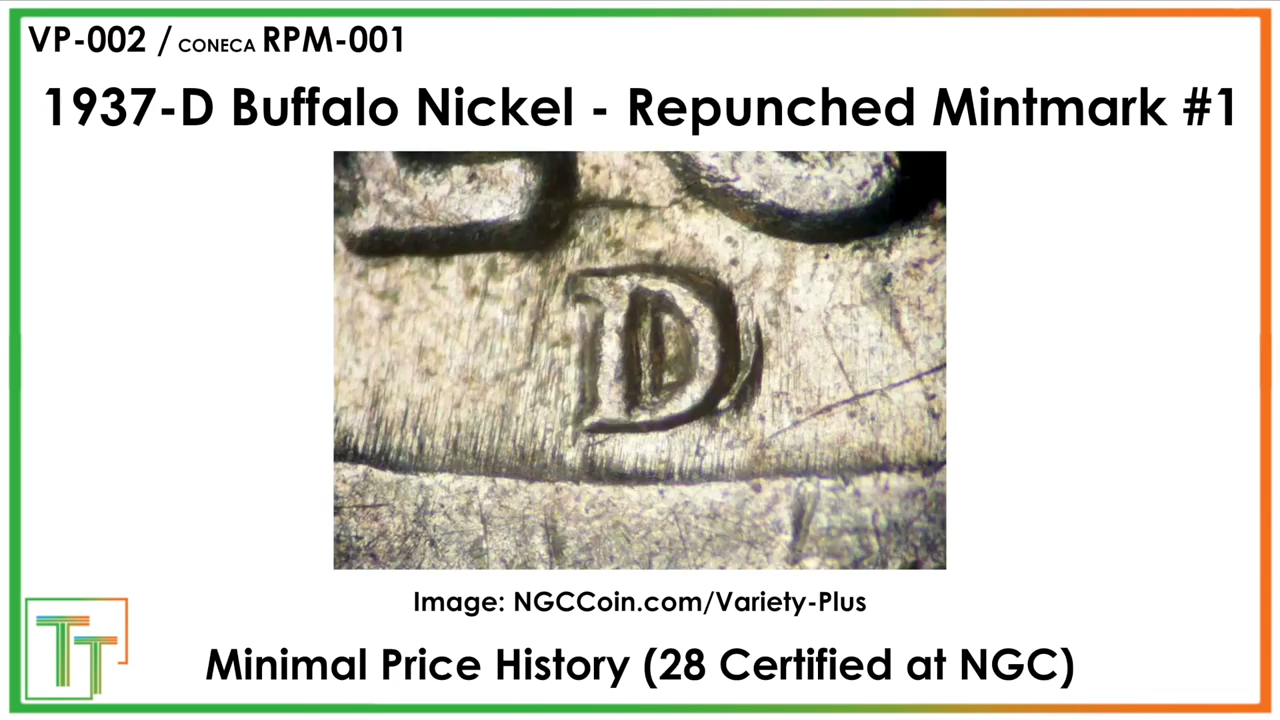 VP-002 / CONECA RPM-001
1937-D Buffalo Nickel - Repunched Mintmark #1
D
Image: NGCCoin.com/Variety-Plus
TT
Minimal Price History (28 Certified at NGC)